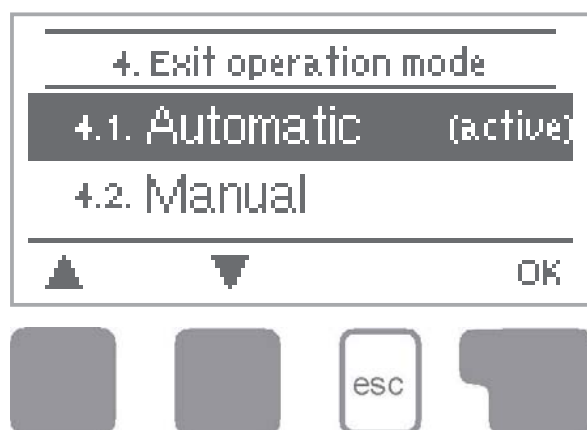 4. Exit operation mode
4.1. Automatic (active)
4.2. Manual
▲ ▼ OK
esc